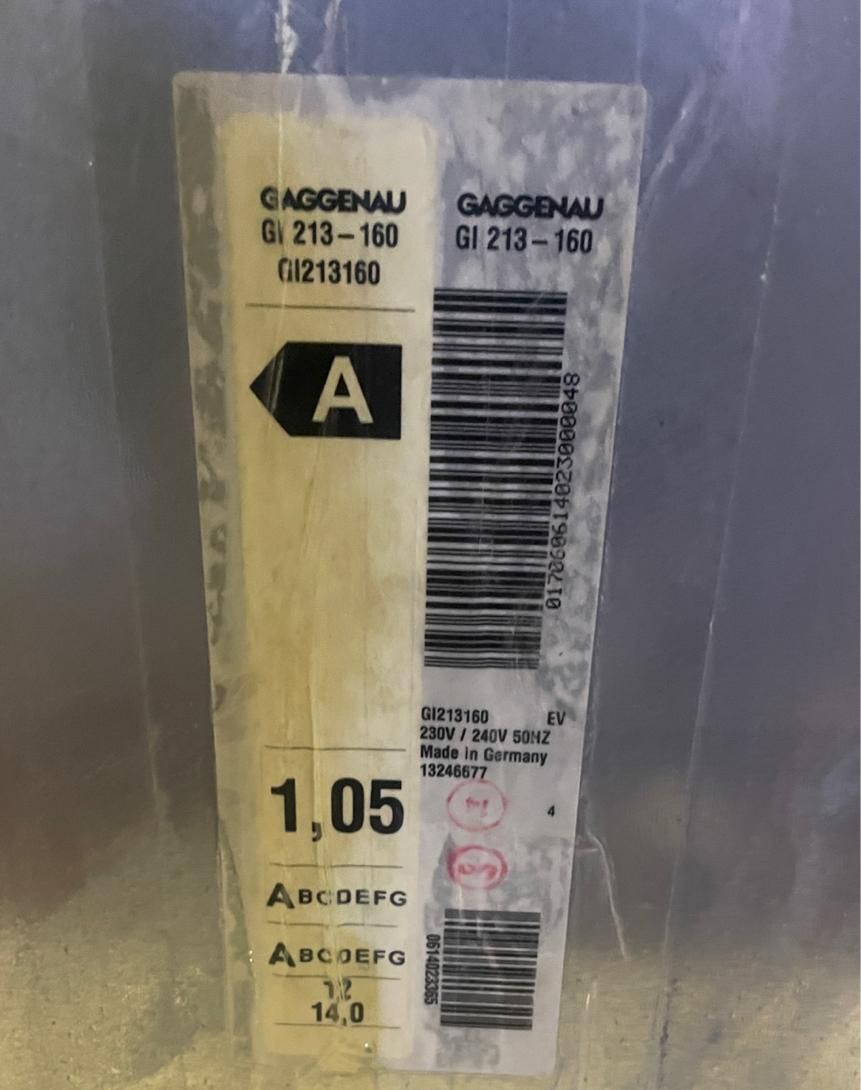 GAGGENAU
GI 213 – 160
GI213160
A
1,05
ABCDEFG
ABCDEFG
12
14,0
GAGGENAU
GI 213 – 160
017060614023000048
GI213160 EV
230V / 240V 50HZ
Made in Germany
13246677
4